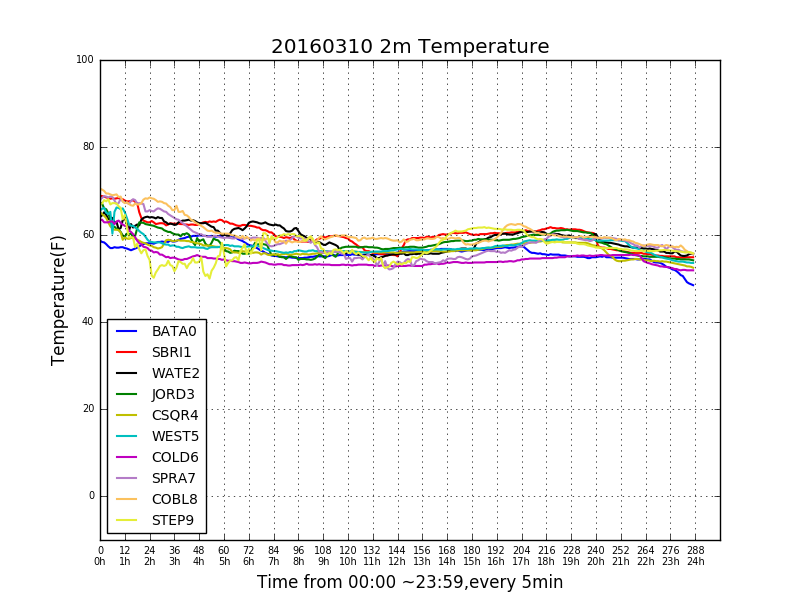 20160310 2m Temperature
100
80
60
40
20
0
Temperature(F)
BATA0
SBRI1
WATE2
JORD3
CSQR4
WEST5
COLD6
SPRA7
COBL8
STEP9
0 12 24 36 48 60 72 84 96 108 120 132 144 156 168 180 192 204 216 228 240 252 264 276 288
0h 1h 2h 3h 4h 5h 6h 7h 8h 9h 10h 11h 12h 13h 14h 15h 16h 17h 18h 19h 20h 21h 22h 23h 24h
Time from 00:00 ~23:59,every 5min